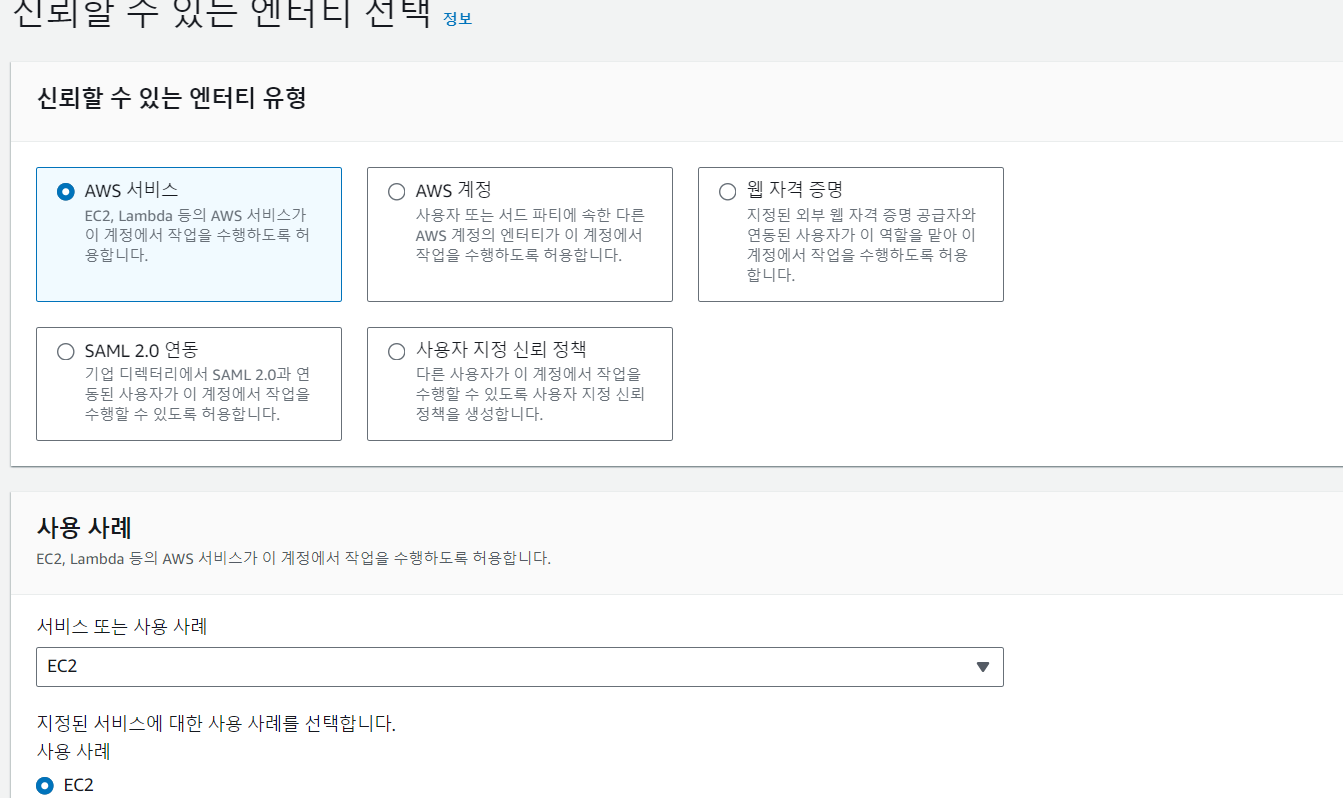 신뢰할 수 있는 엔터티 선택 정보
신뢰할 수 있는 엔터티 유형
AWS 서비스
EC2, Lambda 등의 AWS 서비스가
이 계정에서 작업을 수행하도록 허
용합니다.
AWS 계정
사용자 또는 서드 파티에 속한 다른
AWS 계정의 엔터티가 이 계정에서
작업을 수행하도록 허용합니다.
웹 자격 증명
지정된 외부 웹 자격 증명 공급자와
연동된 사용자가 이 역할을 맡아 이
계정에서 작업을 수행하도록 허용
합니다.
SAML 2.0 연동
기업 디렉터리에서 SAML 2.0과 연
동된 사용자가 이 계정에서 작업을
수행할 수 있도록 허용합니다.
사용자 지정 신뢰 정책
다른 사용자가 이 계정에서 작업을
수행할 수 있도록 사용자 지정 신뢰
정책을 생성합니다.
사용 사례
EC2, Lambda 등의 AWS 서비스가 이 계정에서 작업을 수행하도록 허용합니다.
서비스 또는 사용 사례
EC2
지정된 서비스에 대한 사용 사례를 선택합니다.
사용 사례
EC2